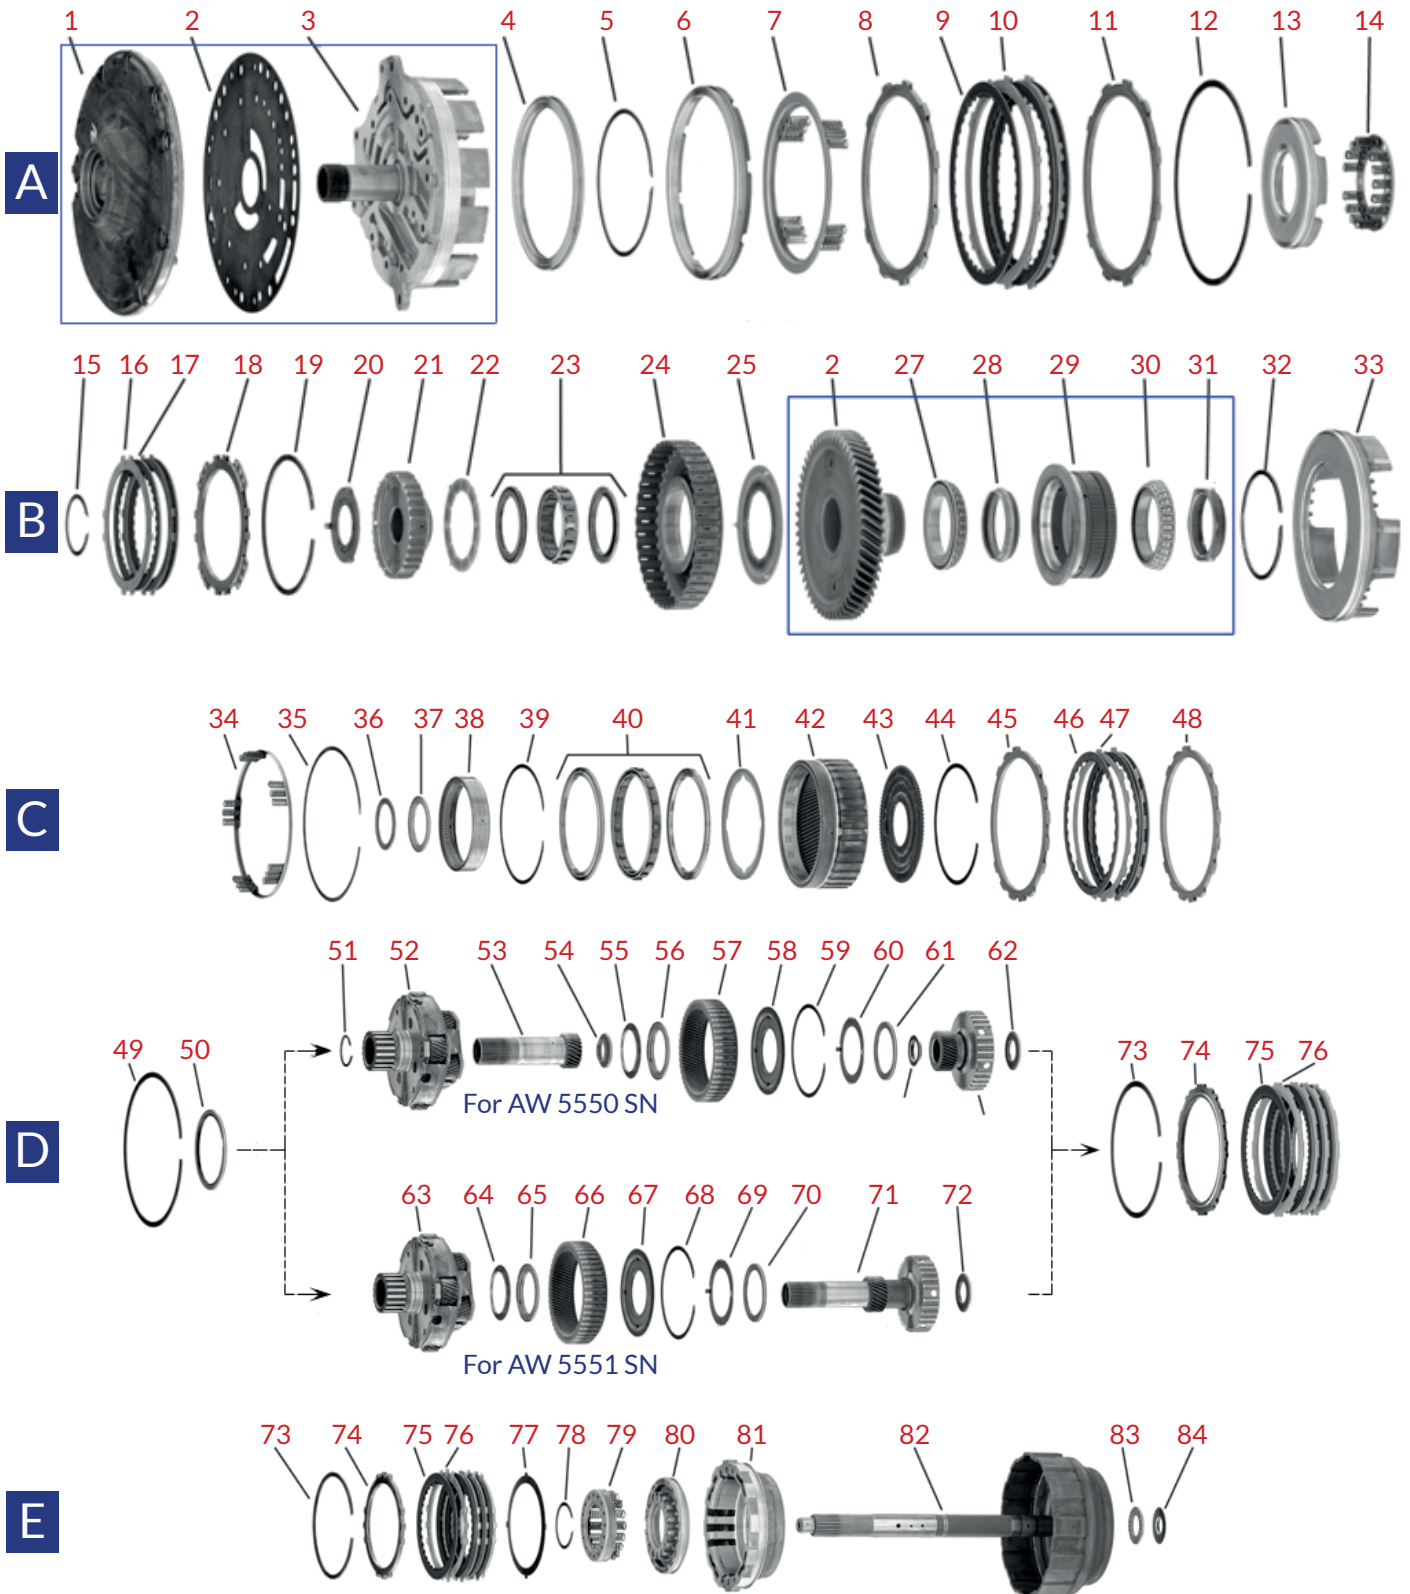 1 2 3 4 5 6 7 8 9 10 11 12 13 14
A
15 16 17 18 19 20 21 22 23 24 25 2 27 28 29 30 31 32 33
B
34 35 36 37 38 39 40 41 42 43 44 45 46 47 48
C
51 52 53 54 55 56 57 58 59 60 61 62
49 50
73 74 75 76
For AW 5550 SN
D
63 64 65 66 67 68 69 70 71 72
For AW 5551 SN
73 74 75 76 77 78 79 80 81 82 83 84
E